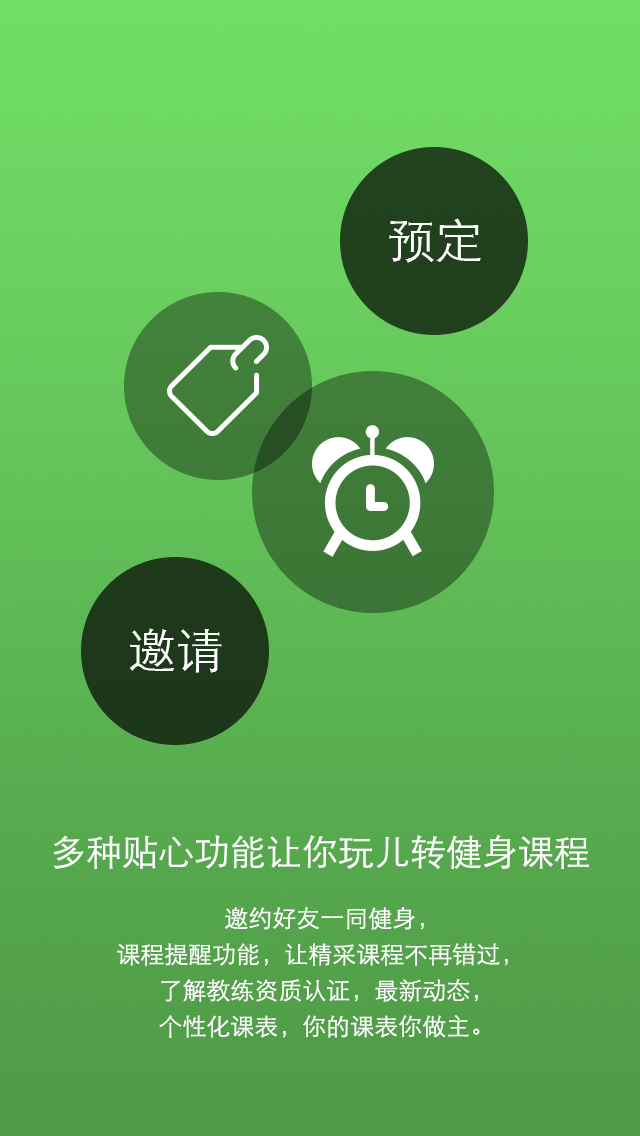 预定
邀请
多种贴心功能让你玩儿转健身课程
邀约好友一同健身，
课程提醒功能，让精采课程不再错过，
了解教练资质认证，最新动态，
个性化课表，你的课表你做主。